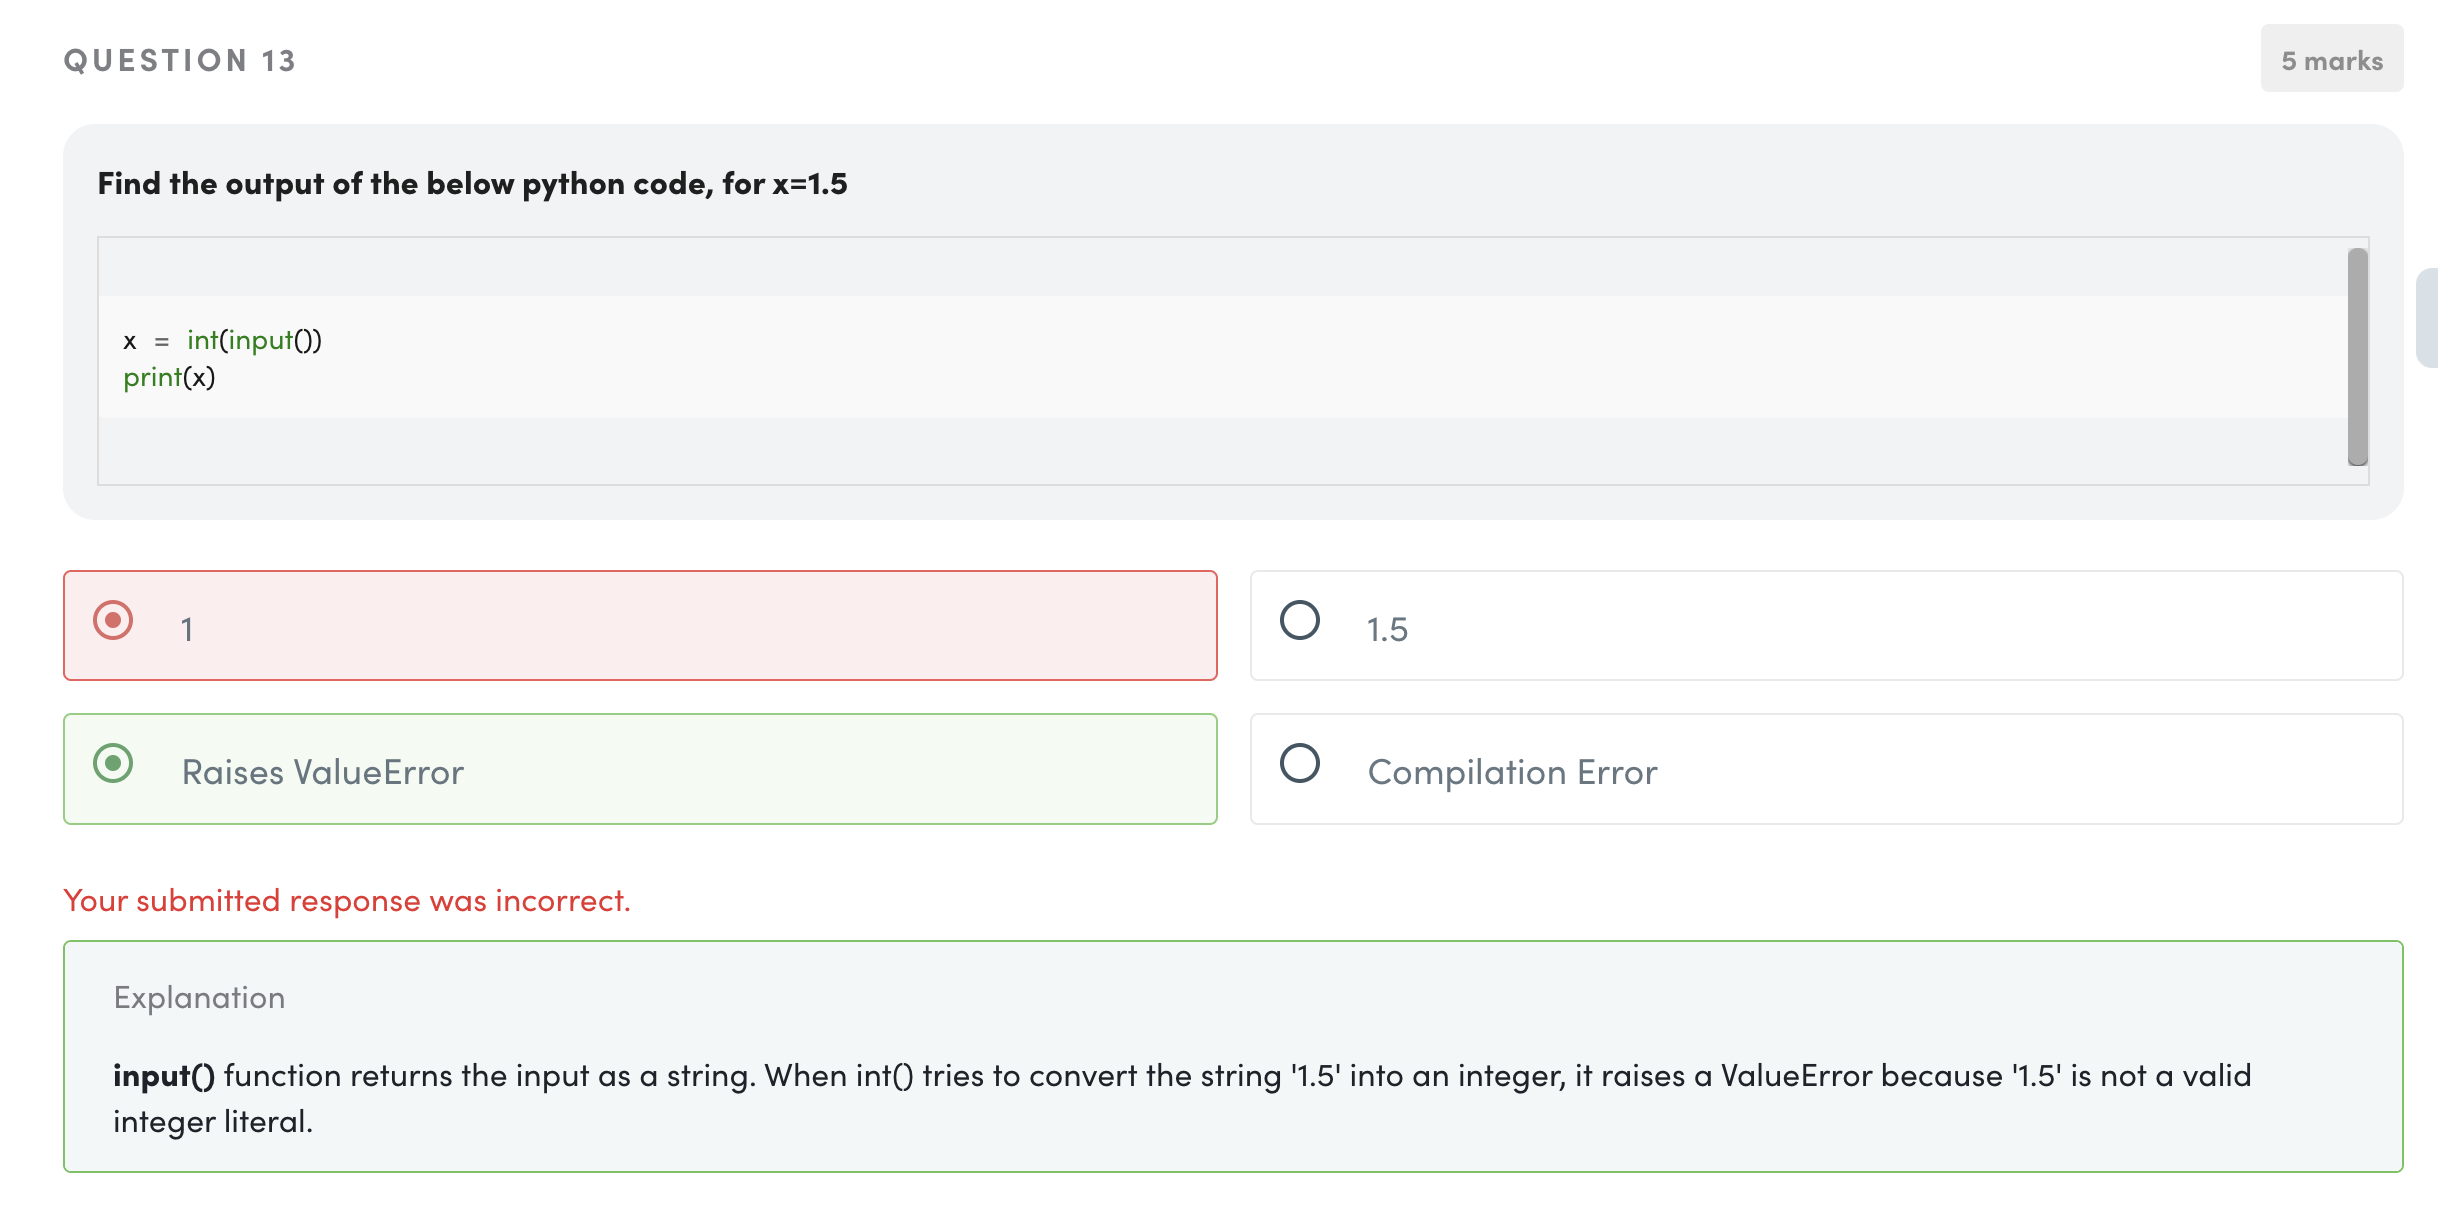 QUESTION 13
5 marks
Find the output of the below python code, for x=1.5
x = int(input())
print(x)
1
1.5
Raises ValueError
Compilation Error
Your submitted response was incorrect.
Explanation
input() function returns the input as a string. When int() tries to convert the string '1.5' into an integer, it raises a ValueError because '1.5' is not a valid
integer literal.